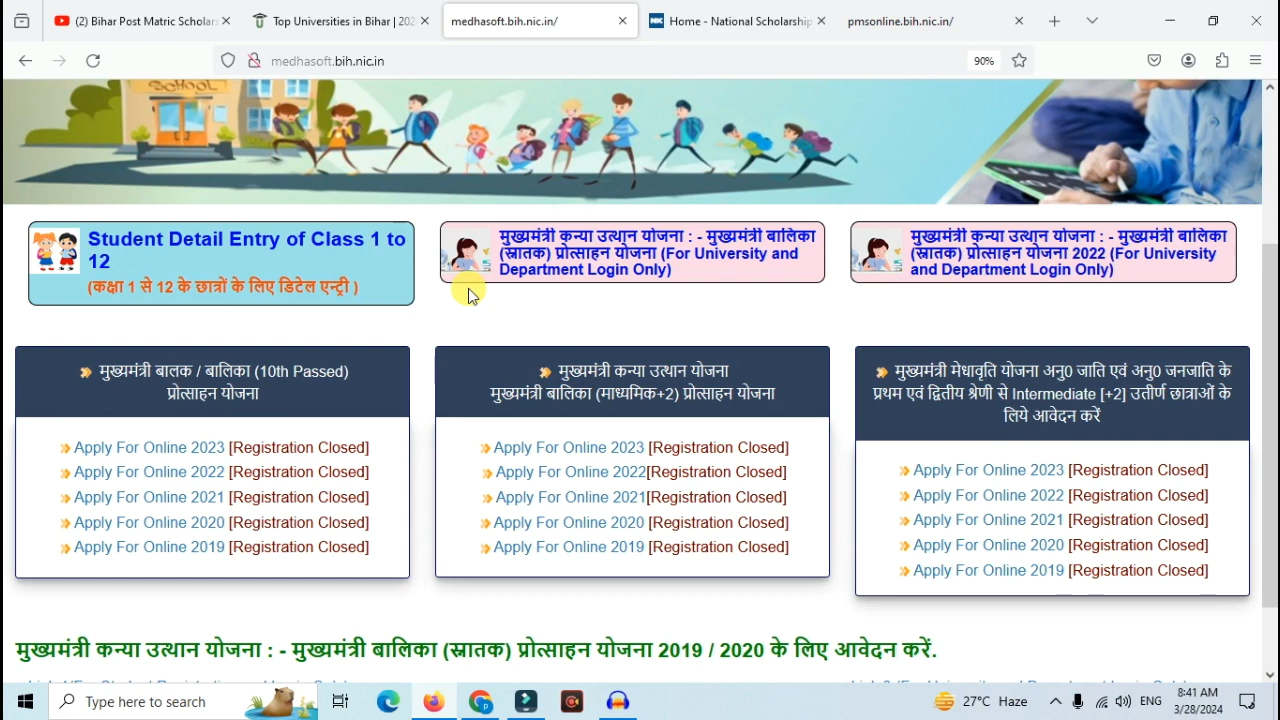 (2) Bihar Post Matric Scholars
Top Universities in Bihar | 202
medhasoft.bih.nic.in/
Home - National Scholarship
pmsonline.bih.nic.in/
medhasoft.bih.nic.in
90%
SCHOOL
Student Detail Entry of Class 1 to
12
(कक्षा 1 से 12 के छात्रों के लिए डिटेल एन्ट्री )
मुख्यमंत्री कन्या उत्थान योजना : - मुख्यमंत्री बालिका
(स्नातक) प्रोत्साहन योजना (For University and
Department Login Only)
मुख्यमंत्री कन्या उत्थान योजना : - मुख्यमंत्री बालिका
(स्नातक) प्रोत्साहन योजना 2022 (For University
and Department Login Only)
मुख्यमंत्री बालक / बालिका (10th Passed)
प्रोत्साहन योजना
Apply For Online 2023 [Registration Closed]
Apply For Online 2022 [Registration Closed]
Apply For Online 2021 [Registration Closed]
Apply For Online 2020 [Registration Closed]
Apply For Online 2019 [Registration Closed]
मुख्यमंत्री कन्या उत्थान योजना
मुख्यमंत्री बालिका (माध्यमिक+2) प्रोत्साहन योजना
Apply For Online 2023 [Registration Closed]
Apply For Online 2022[Registration Closed]
Apply For Online 2021[Registration Closed]
Apply For Online 2020 [Registration Closed]
Apply For Online 2019 [Registration Closed]
मुख्यमंत्री मेधावृति योजना अनु0 जाति एवं अनु0 जनजाति के
प्रथम एवं द्वितीय श्रेणी से Intermediate [+2] उतीर्ण छात्राओं के
लिये आवेदन करें
Apply For Online 2023 [Registration Closed]
Apply For Online 2022 [Registration Closed]
Apply For Online 2021 [Registration Closed]
Apply For Online 2020 [Registration Closed]
Apply For Online 2019 [Registration Closed]
मुख्यमंत्री कन्या उत्थान योजना : - मुख्यमंत्री बालिका (स्नातक) प्रोत्साहन योजना 2019 / 2020 के लिए आवेदन करें.
Type here to search
27°C Haze
ENG
8:41 AM
3/28/2024